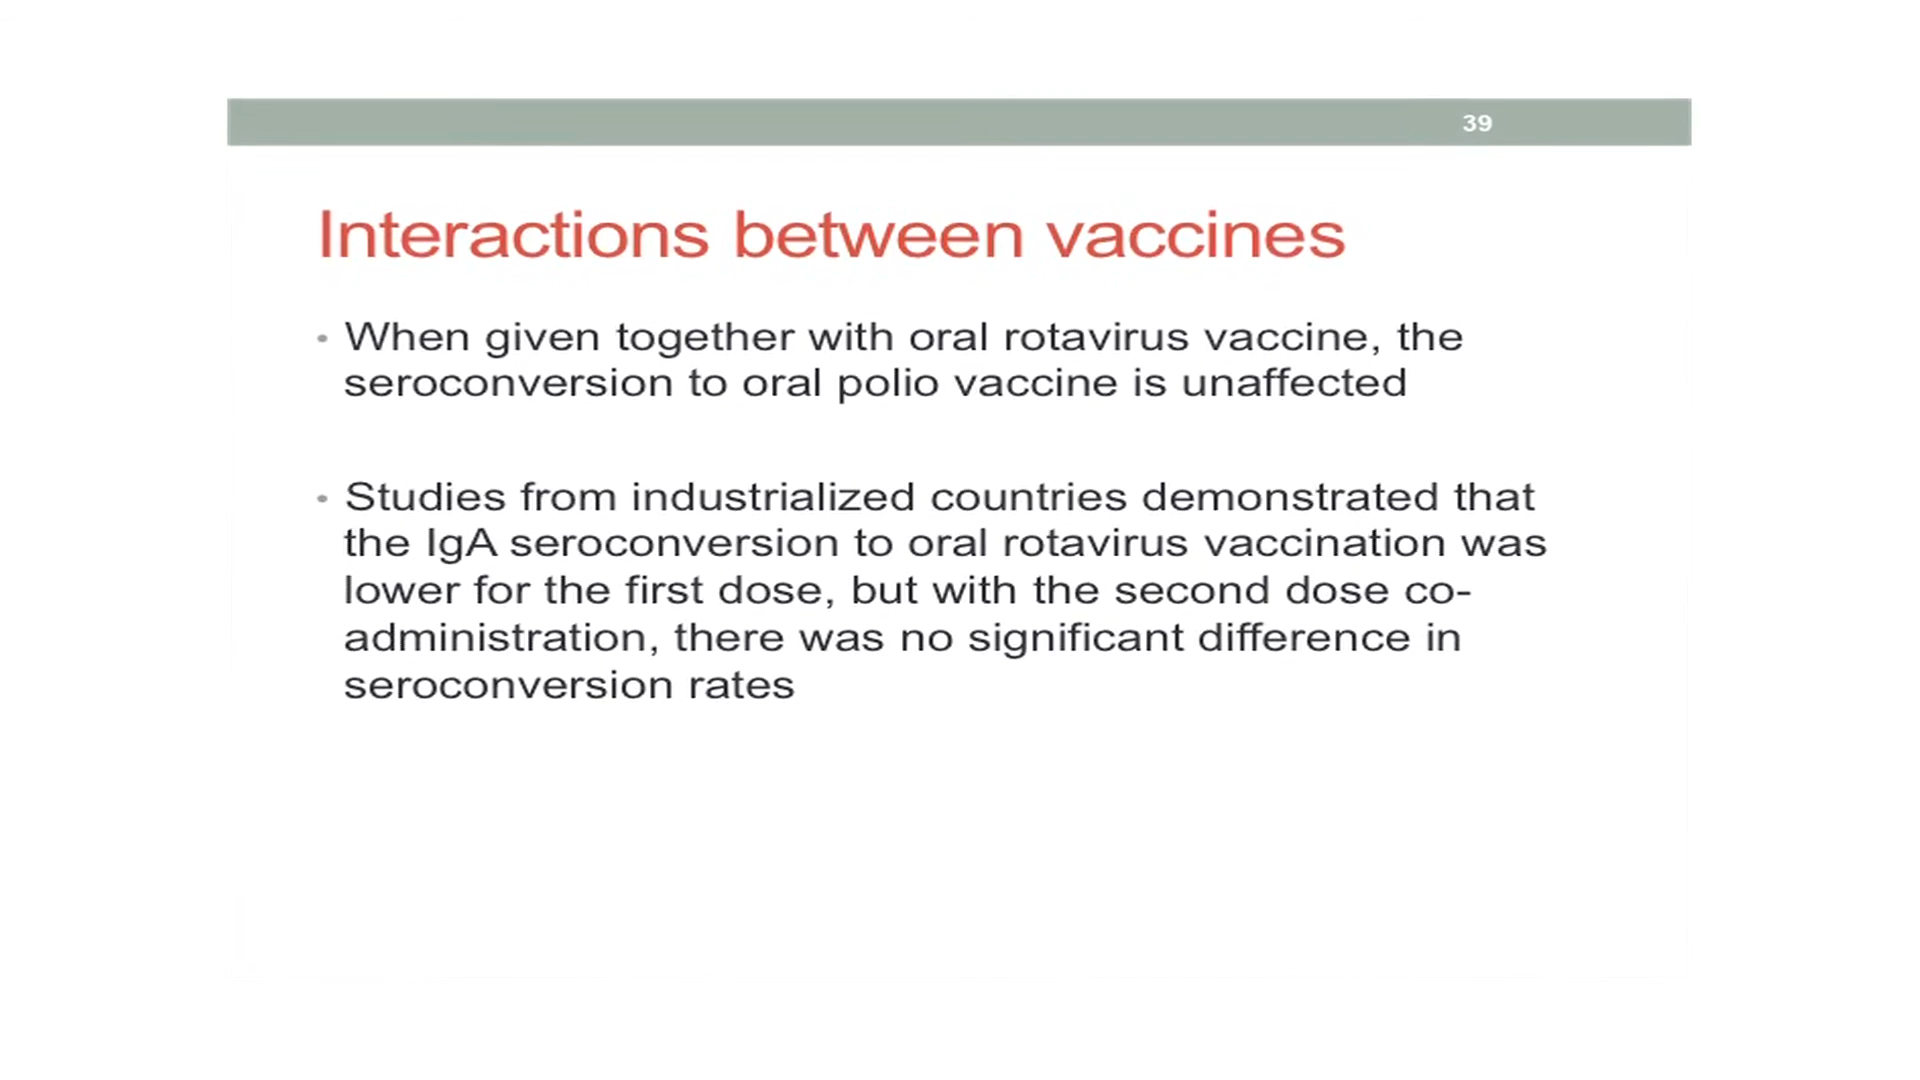 39
Interactions between vaccines
• When given together with oral rotavirus vaccine, the
seroconversion to oral polio vaccine is unaffected
• Studies from industrialized countries demonstrated that
the IgA seroconversion to oral rotavirus vaccination was
lower for the first dose, but with the second dose co-
administration, there was no significant difference in
seroconversion rates